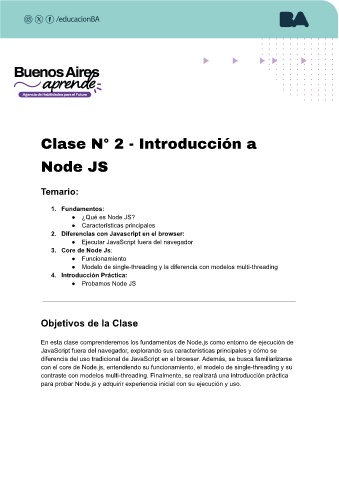 /educacionBA
BA
Buenos Aires
aprende
Agencia de Habilidades para el Futuro
Clase N° 2 - Introducción a
Node JS
Temario:
1. Fundamentos:
● ¿Qué es Node JS?
● Características principales
2. Diferencias con Javascript en el browser:
● Ejecutar JavaScript fuera del navegador
3. Core de Node Js:
● Funcionamiento
● Modelo de single-threading y la diferencia con modelos multi-threading
4. Introducción Práctica:
● Probamos Node JS
Objetivos de la Clase
En esta clase comprenderemos los fundamentos de Node.js como entorno de ejecución de
JavaScript fuera del navegador, explorando sus características principales y cómo se
diferencia del uso tradicional de JavaScript en el browser. Además, se busca familiarizarse
con el core de Node.js, entendiendo su funcionamiento, el modelo de single-threading y su
contraste con modelos multi-threading. Finalmente, se realizará una introducción práctica
para probar Node.js y adquirir experiencia inicial con su ejecución y uso.